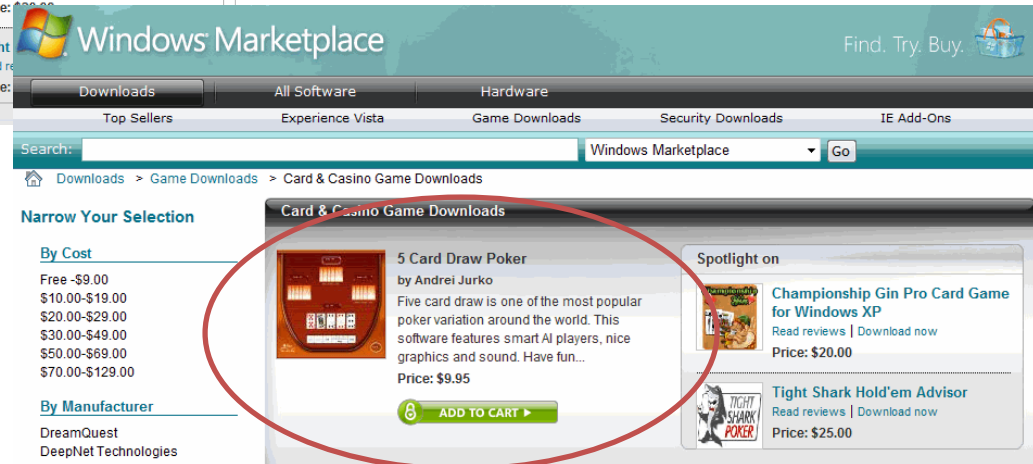 Windows Marketplace
Find. Try. Buy.
Downloads All Software Hardware
Top Sellers Experience Vista Game Downloads Security Downloads IE Add-Ons
Search: Windows Marketplace Go
Downloads > Game Downloads > Card & Casino Game Downloads
Narrow Your Selection
By Cost
Free -$9.00
$10.00-$19.00
$20.00-$29.00
$30.00-$49.00
$50.00-$69.00
$70.00-$129.00
By Manufacturer
DreamQuest
DeepNet Technologies
Card & Casino Game Downloads
5 Card Draw Poker
by Andrei Jurko
Five card draw is one of the most popular
poker variation around the world. This
software features smart AI players, nice
graphics and sound. Have fun...
Price: $9.95
ADD TO CART
Spotlight on
Championship Gin Pro Card Game
for Windows XP
Read reviews | Download now
Price: $20.00
TIGHT
SHARK
POKER
Tight Shark Hold'em Advisor
Read reviews | Download now
Price: $25.00